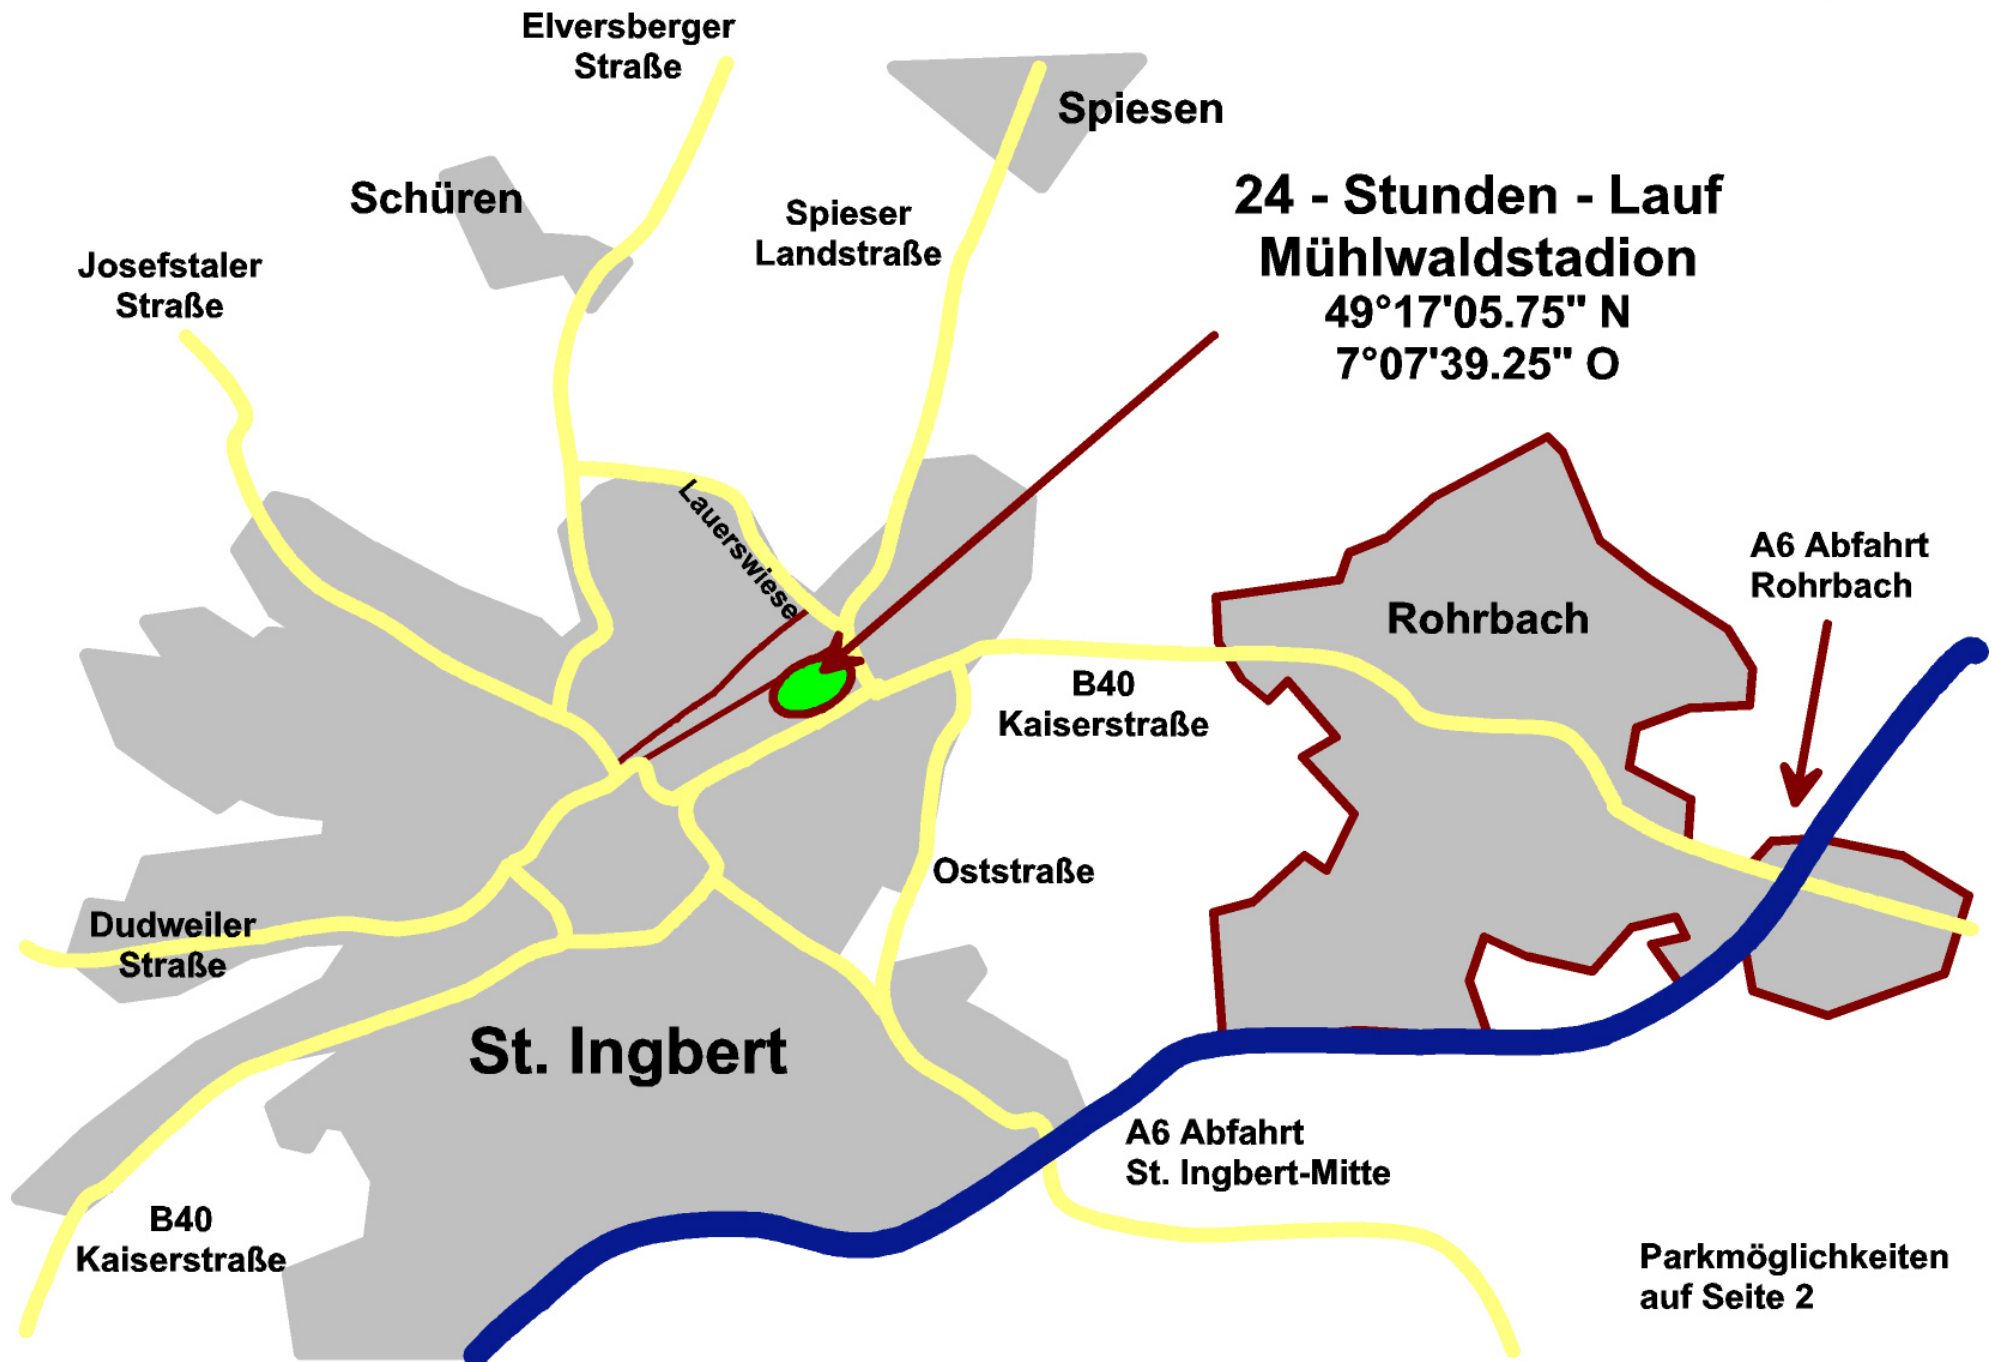 Elversberger
Straße
Spiesen
Schüren
24 - Stunden - Lauf
Mühlwaldstadion
49°17'05.75" N
7°07'39.25" O
Spieser
Landstraße
Josefstaler
Straße
Lauerswiese
A6 Abfahrt
Rohrbach
Rohrbach
B40
Kaiserstraße
Oststraße
Dudweiler
Straße
St. Ingbert
A6 Abfahrt
St. Ingbert-Mitte
B40
Kaiserstraße
Parkmöglichkeiten
auf Seite 2